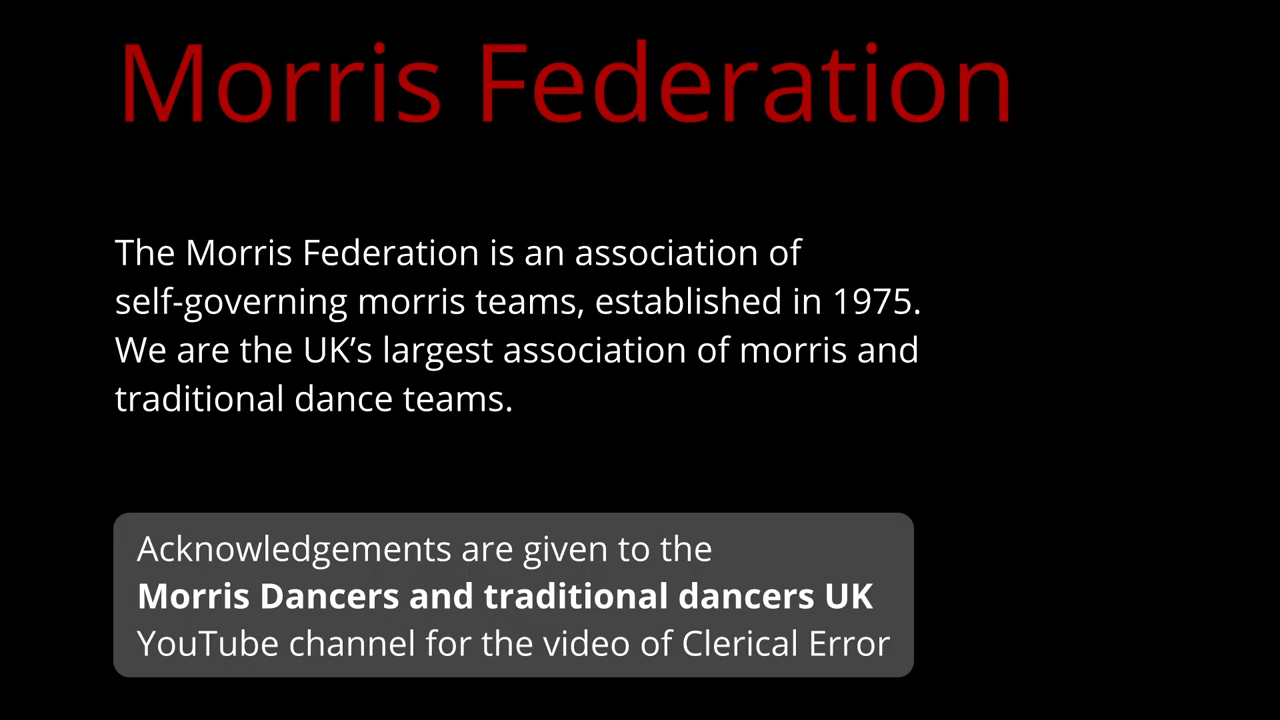 Morris Federation
The Morris Federation is an association of
self-governing morris teams, established in 1975.
We are the UK’s largest association of morris and
traditional dance teams.
Acknowledgements are given to the
Morris Dancers and traditional dancers UK
YouTube channel for the video of Clerical Error